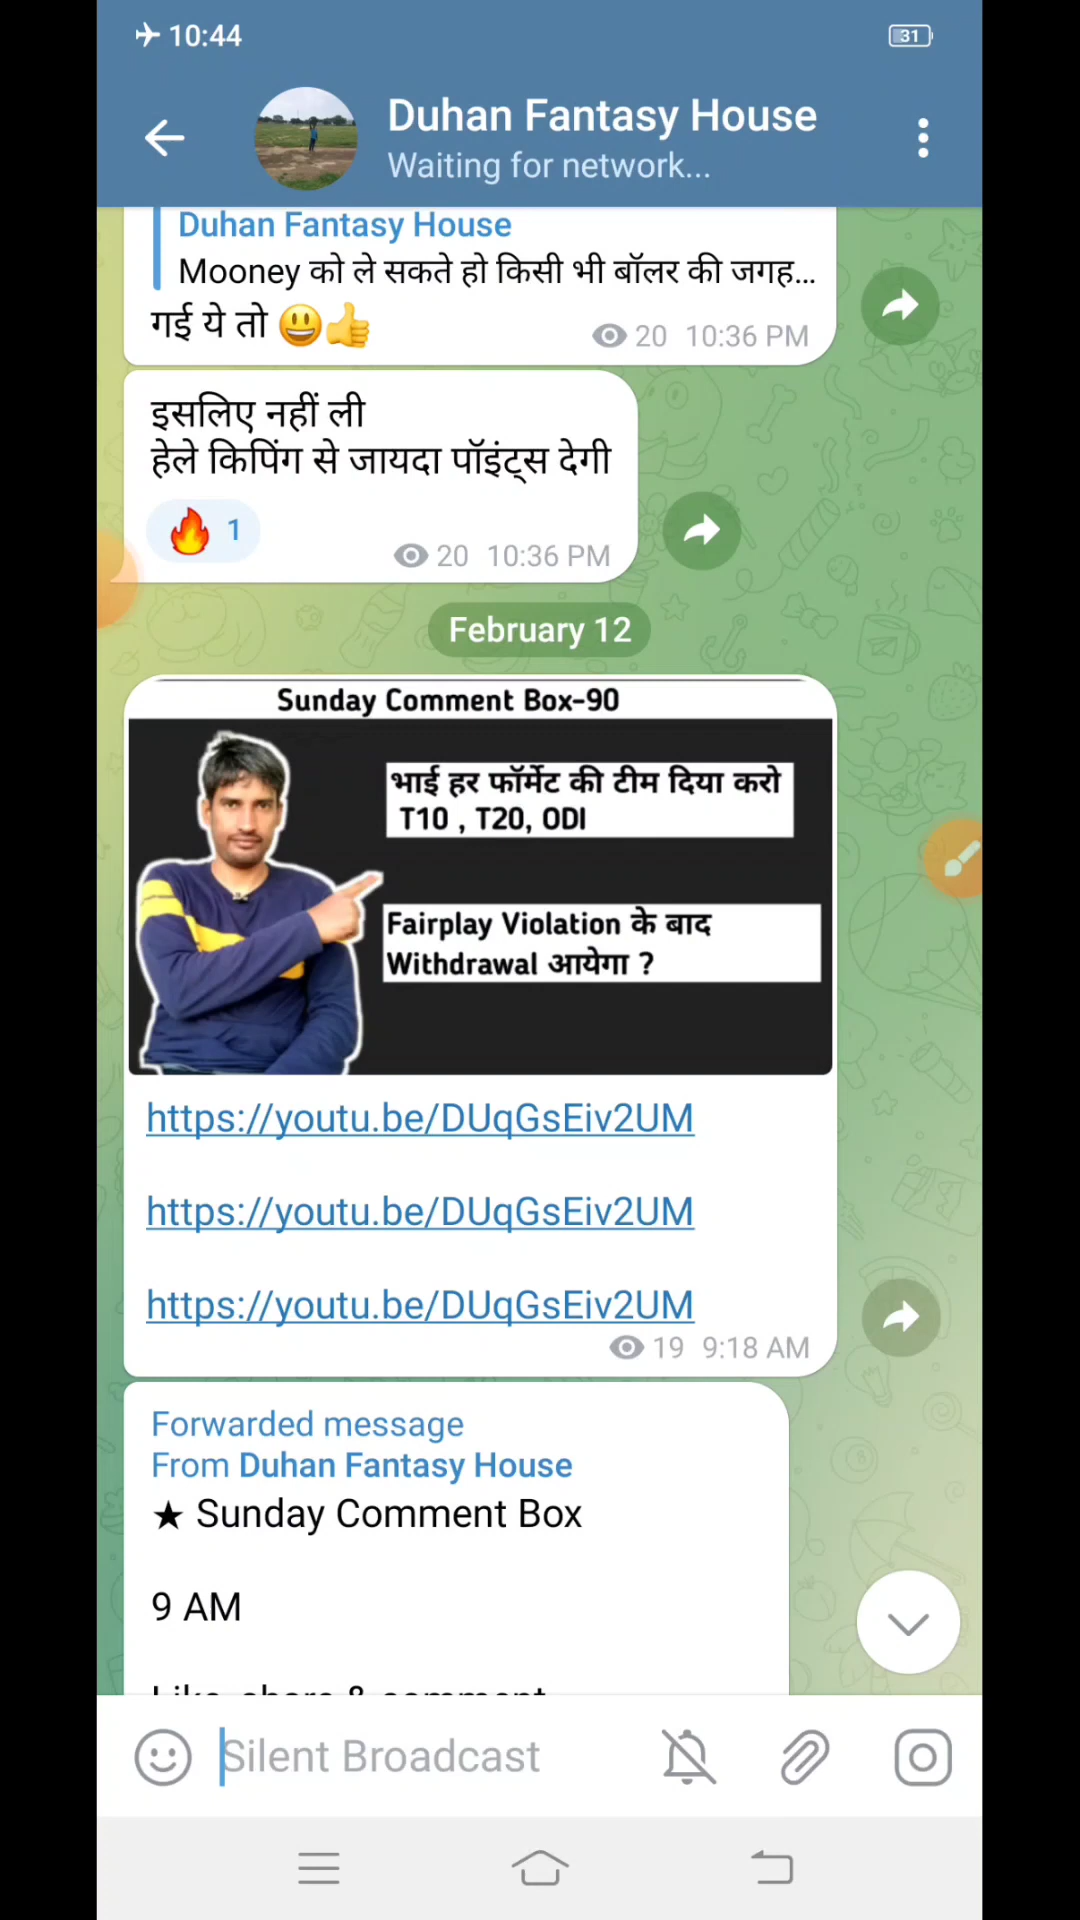 10:44
31
Duhan Fantasy House
Waiting for network...
Duhan Fantasy House
Mooney को ले सकते हो किसी भी बॉलर की जगह...
गई ये तो 😃👍
20 10:36 PM
इसलिए नहीं ली
हेले किपिंग से जायदा पॉइंट्स देगी
🔥 1
20 10:36 PM
February 12
Sunday Comment Box-90
भाई हर फॉर्मेट की टीम दिया करो
T10 , T20, ODI
Fairplay Violation के बाद
Withdrawal आयेगा ?
https://youtu.be/DUqGsEiv2UM
https://youtu.be/DUqGsEiv2UM
https://youtu.be/DUqGsEiv2UM
19 9:18 AM
Forwarded message
From Duhan Fantasy House
★ Sunday Comment Box
9 AM
Like, share & comment
Silent Broadcast